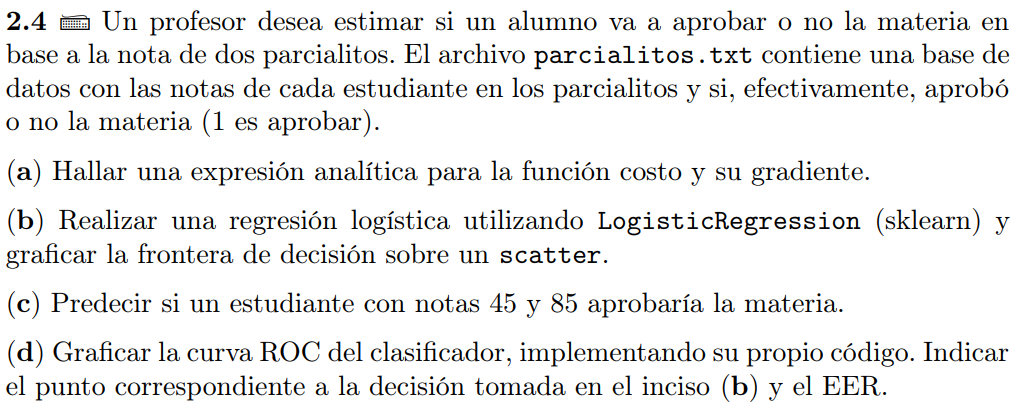 2.4 Un profesor desea estimar si un alumno va a aprobar o no la materia en
base a la nota de dos parcialitos. El archivo parcialitos.txt contiene una base de
datos con las notas de cada estudiante en los parcialitos y si, efectivamente, aprobó
o no la materia (1 es aprobar).
(a) Hallar una expresión analítica para la función costo y su gradiente.
(b) Realizar una regresión logística utilizando LogisticRegression (sklearn) y
graficar la frontera de decisión sobre un scatter.
(c) Predecir si un estudiante con notas 45 y 85 aprobaría la materia.
(d) Graficar la curva ROC del clasificador, implementando su propio código. Indicar
el punto correspondiente a la decisión tomada en el inciso (b) y el EER.